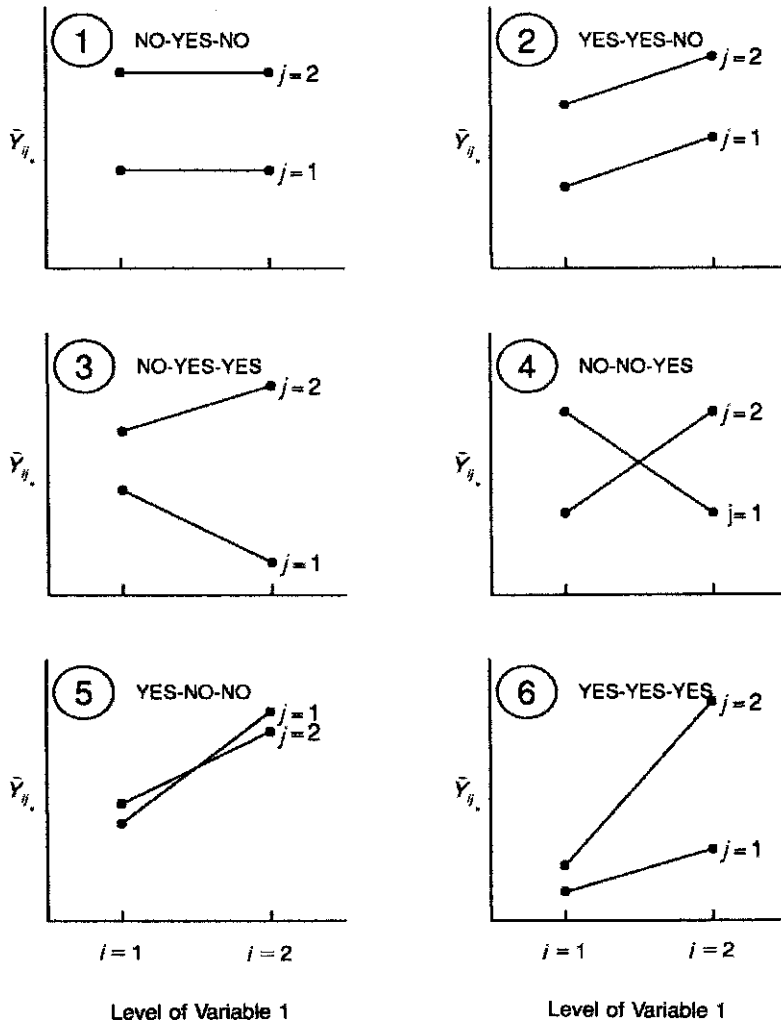 1 NO-YES-NO
j=2
j=1
Ȳij.
2 YES-YES-NO
j=2
j=1
3 NO-YES-YES
j=2
j=1
Ȳij.
4 NO-NO-YES
j=2
j=1
Ȳij.
5 YES-NO-NO
j=1
j=2
Ȳij.
i=1 i=2
Level of Variable 1
6 YES-YES-YES
j=2
j=1
Ȳij.
i=1 i=2
Level of Variable 1